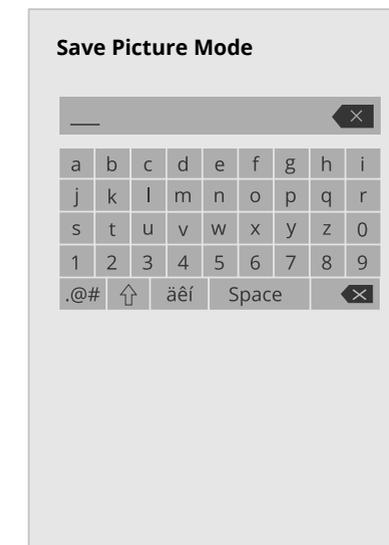 Save Picture Mode
a b c d e f g h i
j k l m n o p q r
s t u v w x y z 0
1 2 3 4 5 6 7 8 9
.@# äêí Space